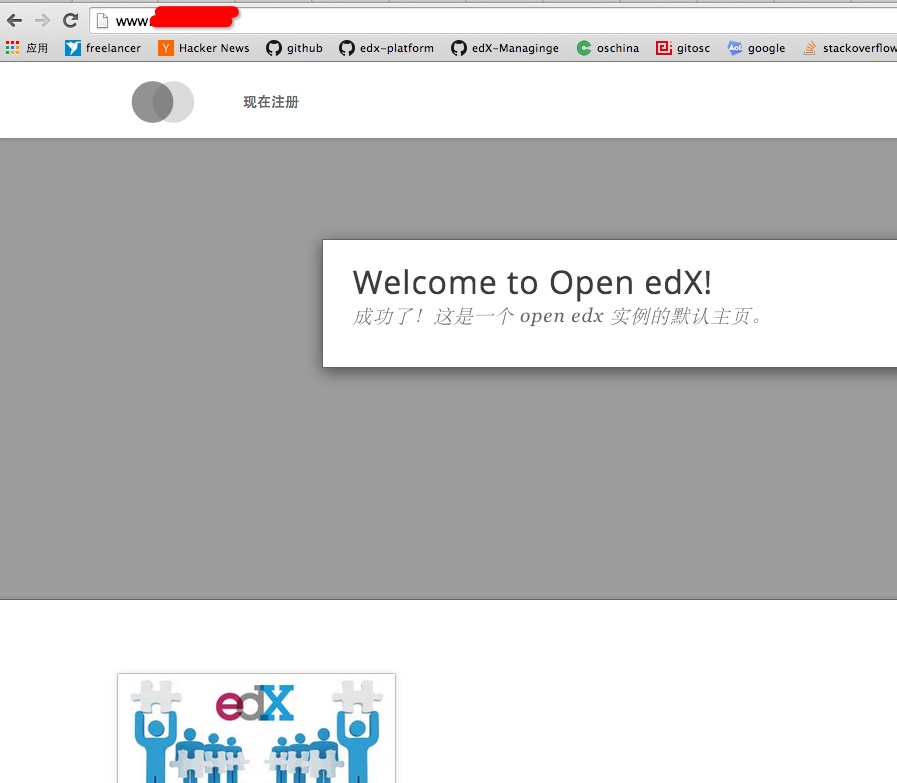 www.
应用 freelancer Hacker News github edx-platform edX-Managinge oschina gitosc Aol google stackoverflow
现在注册
Welcome to Open edX!
成功了！这是一个 open edx 实例的默认主页。
edX